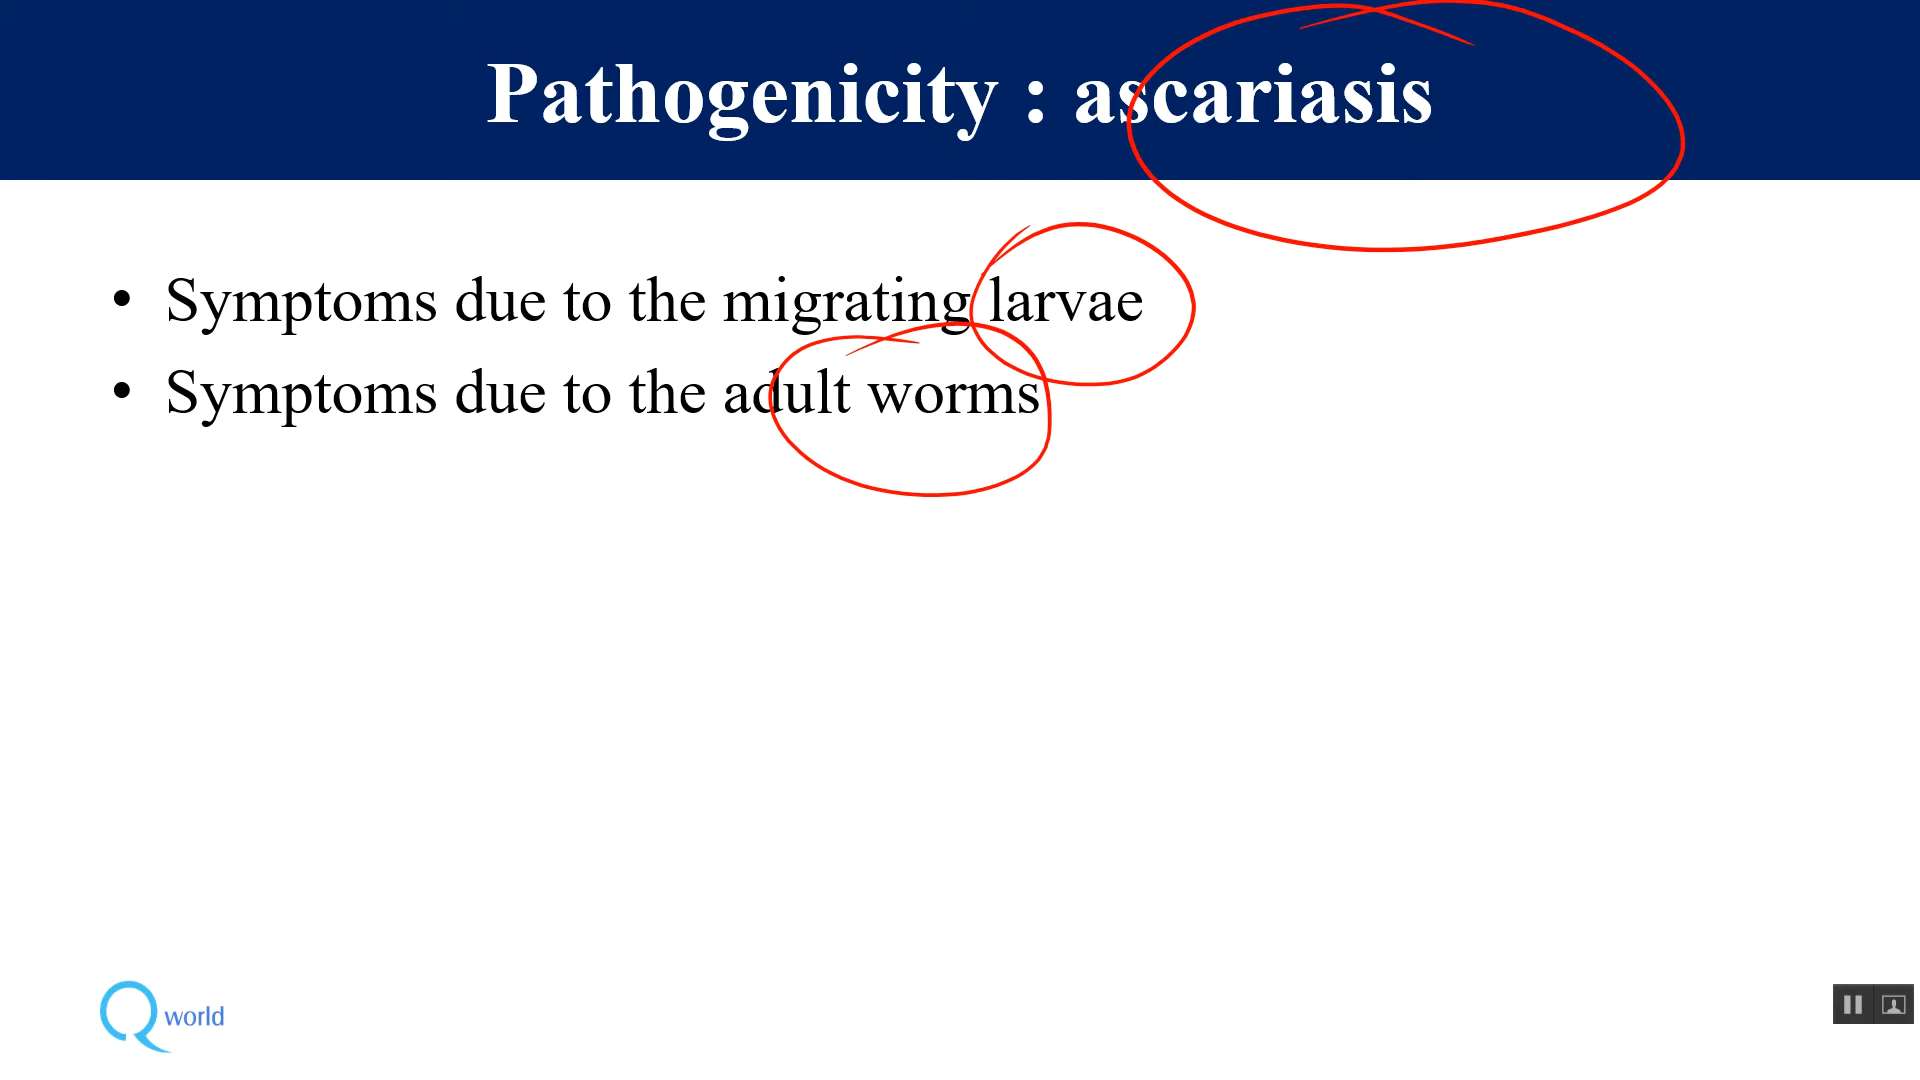 Pathogenicity : ascariasis
• Symptoms due to the migrating larvae
• Symptoms due to the adult worms
Q world